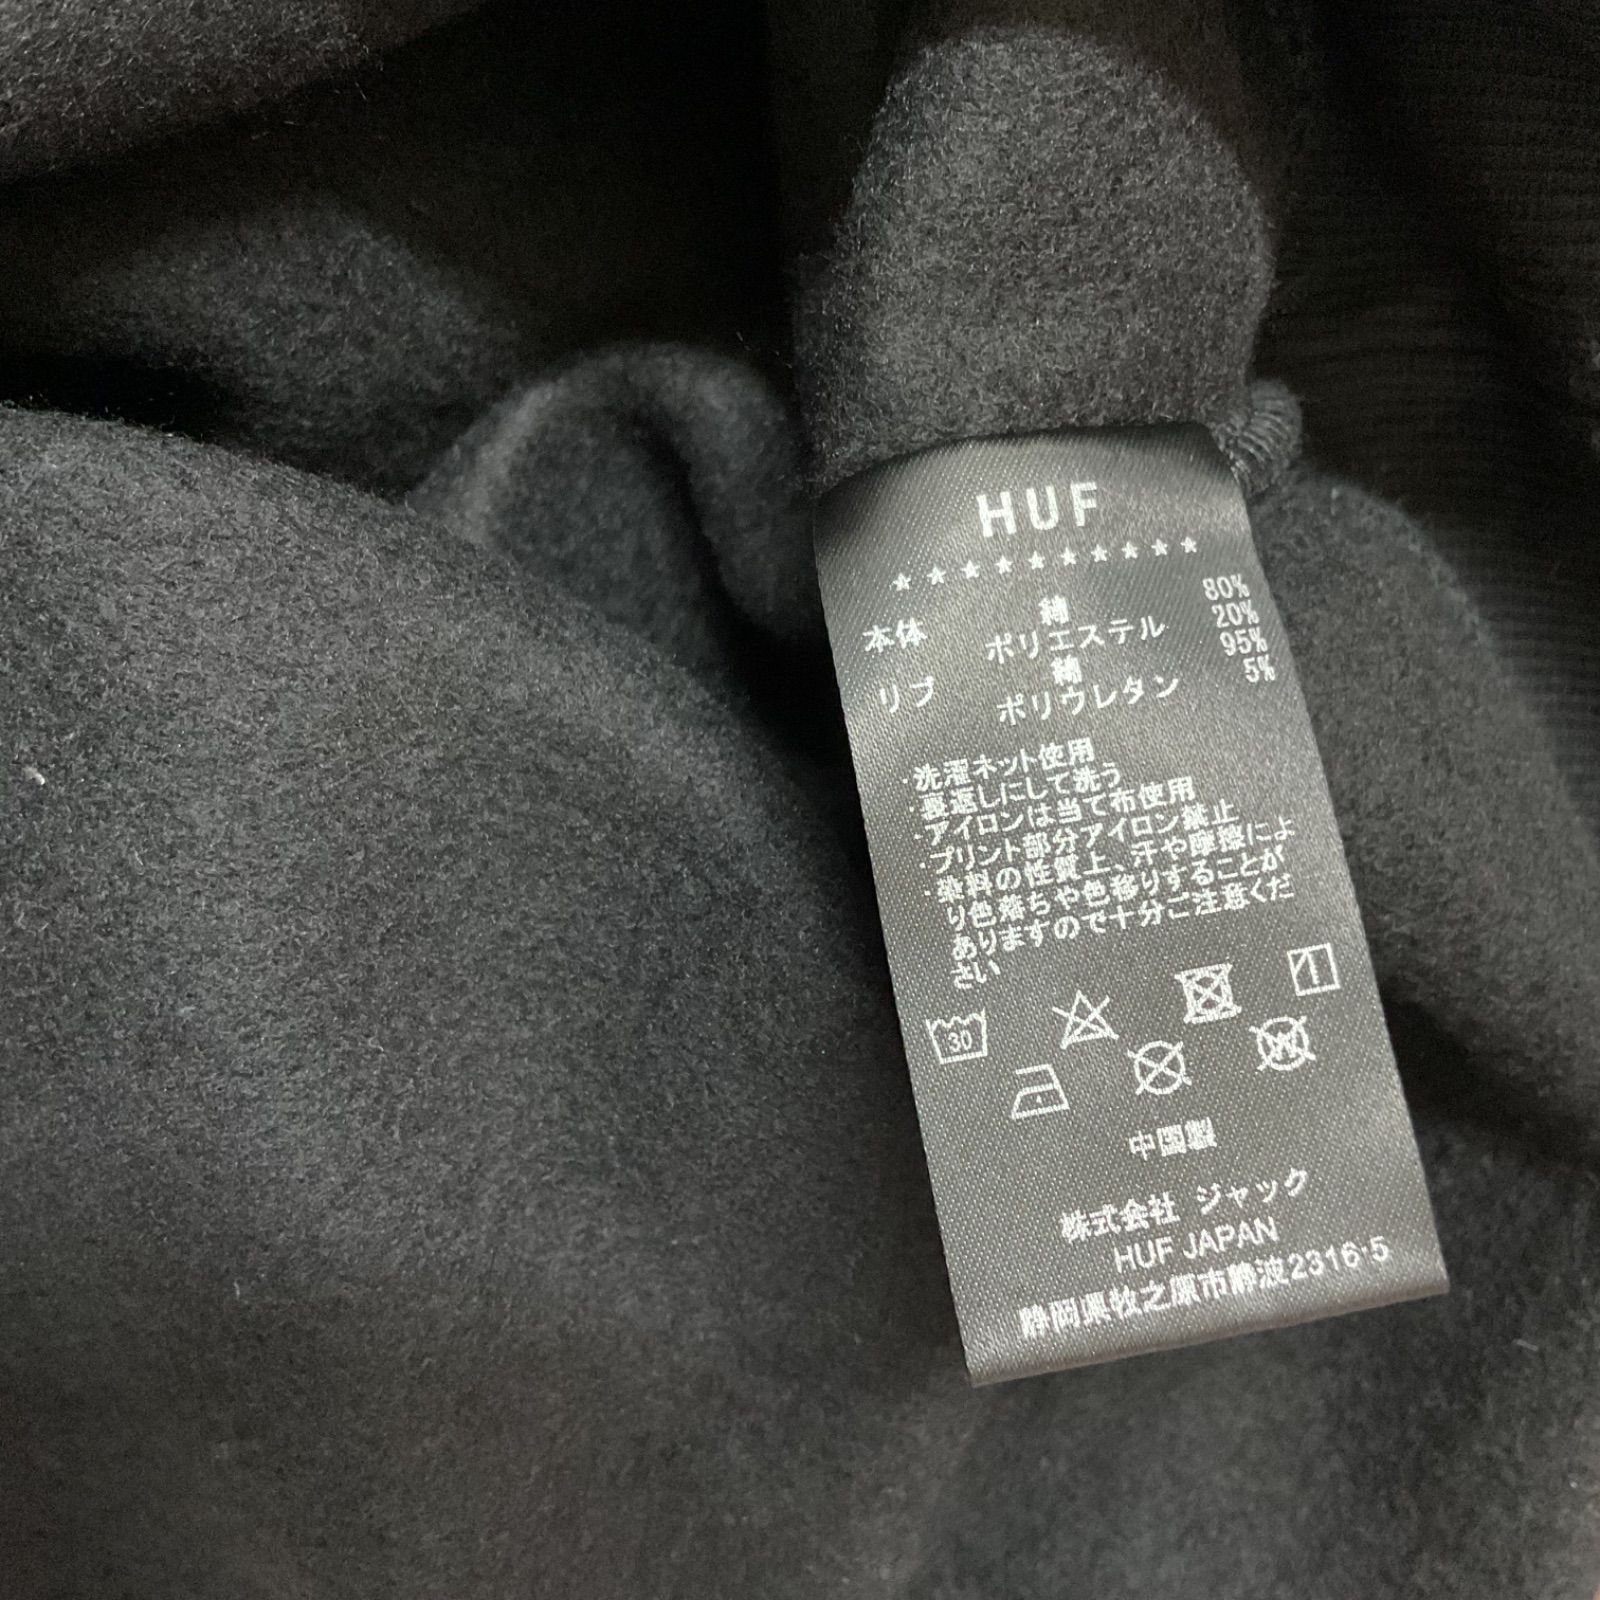 HUF
★★★★★★★★★★
本体 綿 80%
ポリエステル 20%
リブ 綿 95%
ポリウレタン 5%
・洗濯ネット使用
・裏返しにして洗う
・アイロンは当て布使用
・プリント部分アイロン禁止
・染料の性質上、汗や摩擦によ
り色落ちや色移りすることが
ありますので十分ご注意くだ
さい
30
W
中国製
株式会社 ジャック
HUF JAPAN
静岡県牧之原市静波2316-5